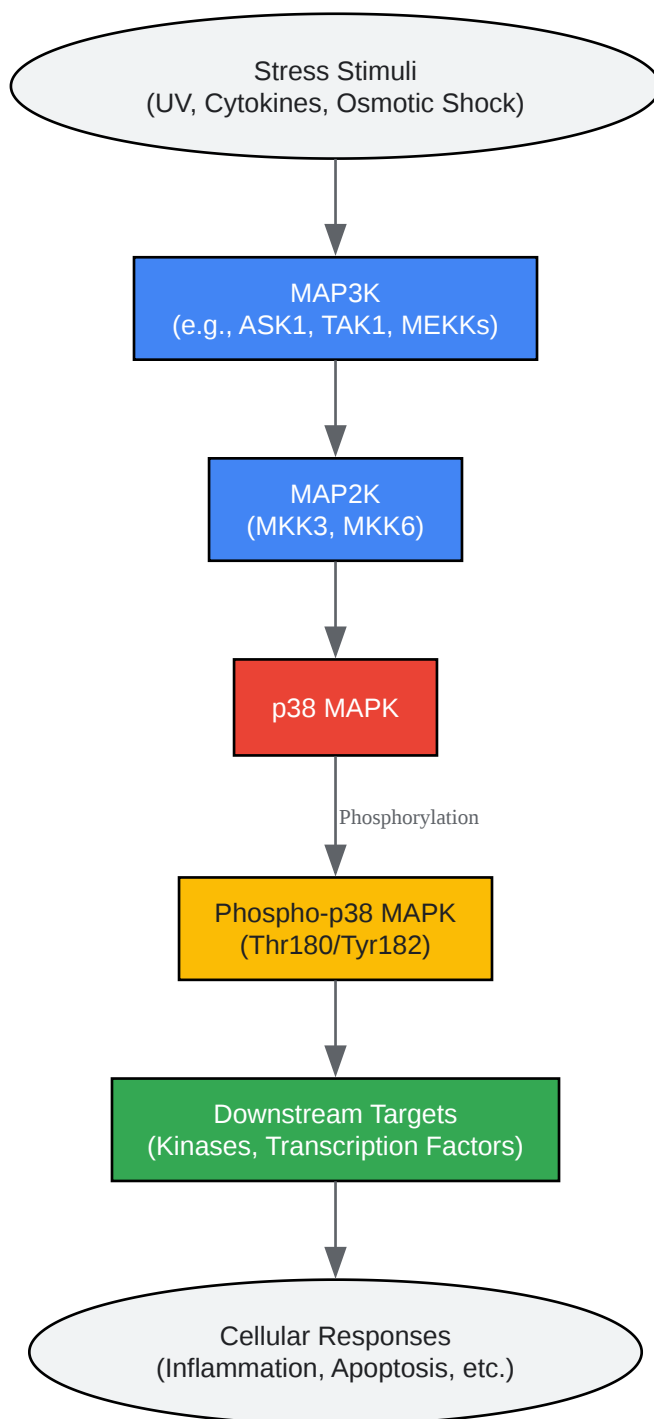 Stress Stimuli
(UV, Cytokines, Osmotic Shock)
MAP3K
(e.g., ASK1, TAK1, MEKKs)
MAP2K
(MKK3, MKK6)
p38 MAPK
Phosphorylation
Phospho-p38 MAPK
(Thr180/Tyr182)
Downstream Targets
(Kinases, Transcription Factors)
Cellular Responses
(Inflammation, Apoptosis, etc.)